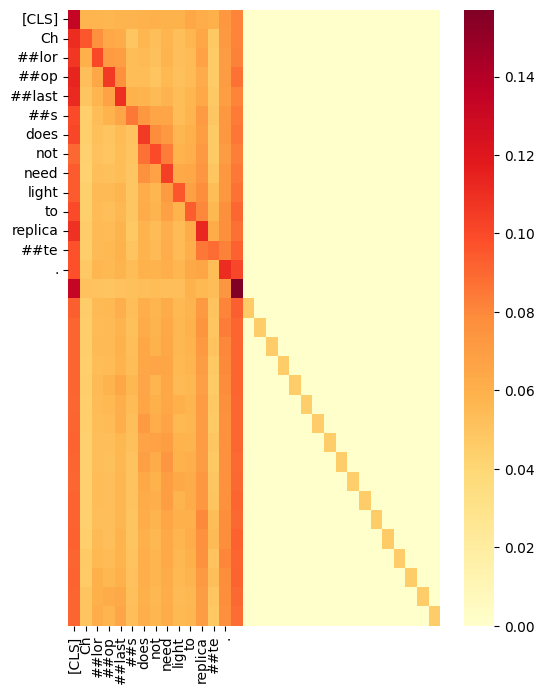 [CLS]
Ch
##lor
##op
##last
##s
does
not
need
light
to
replica
##te
.
0.14
0.12
0.10
0.08
0.06
0.04
0.02
0.00
[CLS]
Ch
##lor
##op
##last
##s
does
not
need
light
to
replica
##te
.